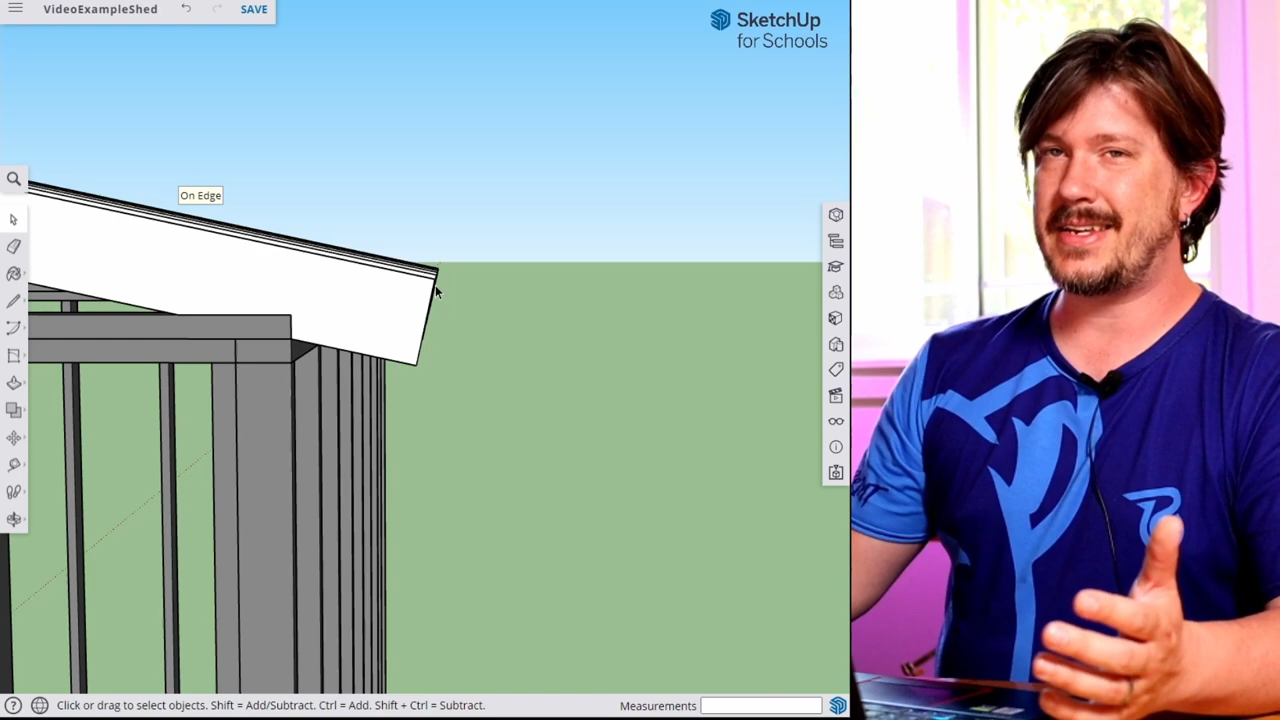 VideoExampleShed
SAVE
SketchUp
for Schools
On Edge
Click or drag to select objects. Shift = Add/Subtract. Ctrl = Add. Shift + Ctrl = Subtract.
Measurements